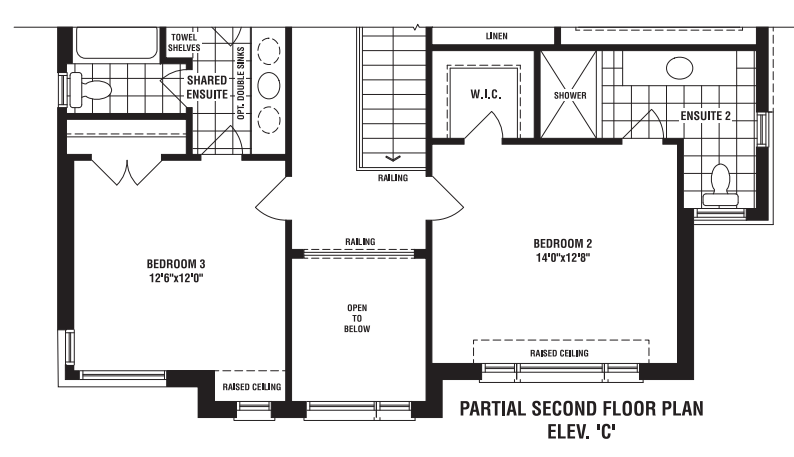 TOWEL
SHELVES
SHARED
ENSUITE
OPT. DOUBLE SINKS
LINEN
W.I.C.
SHOWER
ENSUITE 2
RAILING
RAILING
BEDROOM 3
12'6"x12'0"
BEDROOM 2
14'0"x12'8"
OPEN
TO
BELOW
RAISED CEILING
RAISED CEILING
PARTIAL SECOND FLOOR PLAN
ELEV. 'C'